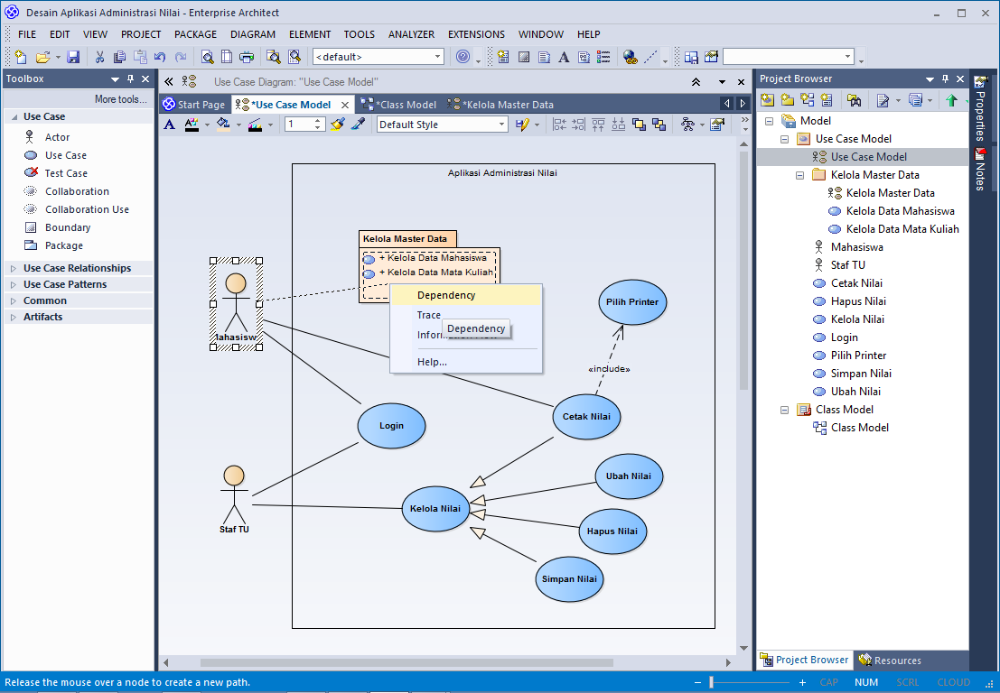 Desain Aplikasi Administrasi Nilai - Enterprise Architect
FILE EDIT VIEW PROJECT PACKAGE DIAGRAM ELEMENT TOOLS ANALYZER EXTENSIONS WINDOW HELP
<default>
Toolbox
More tools...
Use Case
Actor
Use Case
Test Case
Collaboration
Collaboration Use
Boundary
Package
Use Case Relationships
Use Case Patterns
Common
Artifacts
Use Case Diagram: "Use Case Model"
Start Page *Use Case Model *Class Model *Kelola Master Data
A 1 Default Style
Aplikasi Administrasi Nilai
Kelola Master Data
+ Kelola Data Mahasiswa
+ Kelola Data Mata Kuliah
Dependency
Trace
Dependency
Help...
Pilih Printer
«include»
Cetak Nilai
Login
Staf TU
Kelola Nilai
Ubah Nilai
Hapus Nilai
Simpan Nilai
Project Browser
Model
Use Case Model
Use Case Model
Kelola Master Data
Kelola Master Data
Kelola Data Mahasiswa
Kelola Data Mata Kuliah
Mahasiswa
Staf TU
Cetak Nilai
Hapus Nilai
Kelola Nilai
Login
Pilih Printer
Simpan Nilai
Ubah Nilai
Class Model
Class Model
Project Browser Resources
Properties
Notes
Release the mouse over a node to create a new path.
CAP NUM SCRL CLOUD